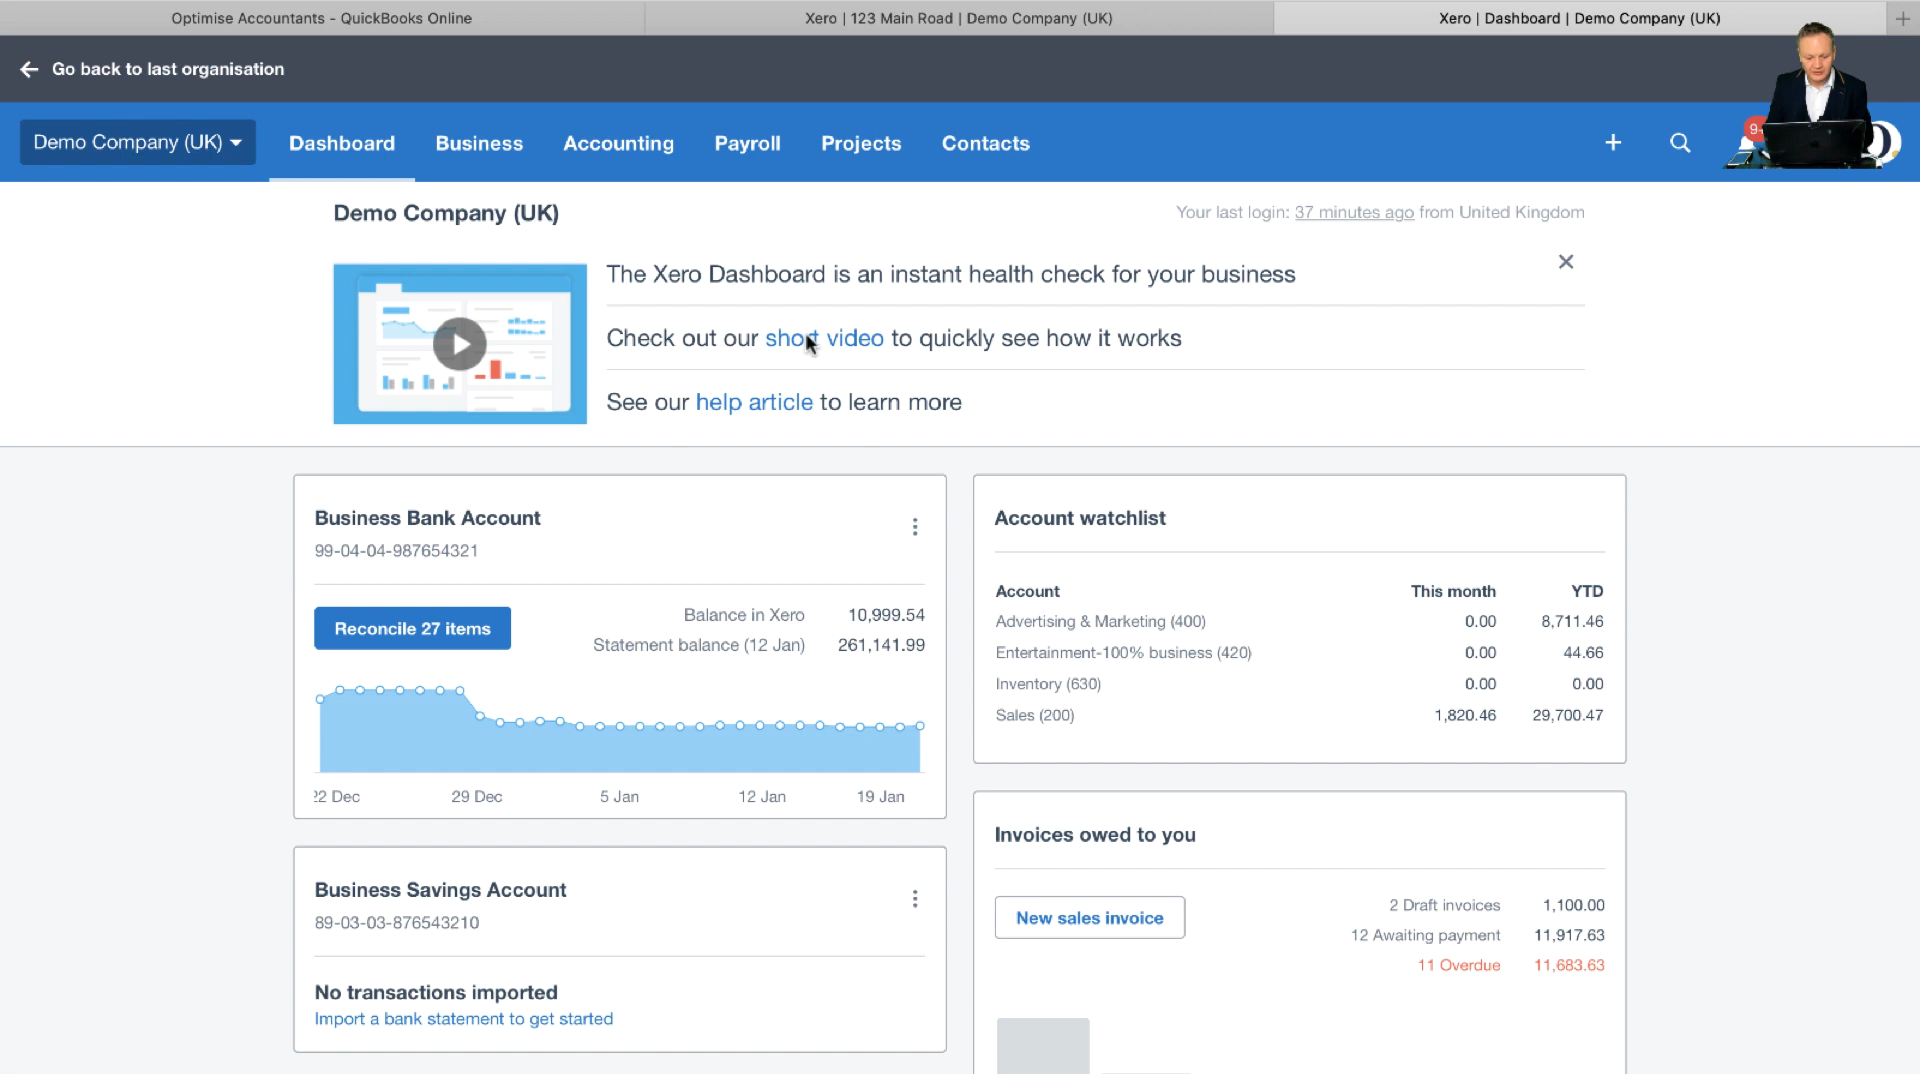 Optimise Accountants - QuickBooks Online
Xero | 123 Main Road | Demo Company (UK)
Xero | Dashboard | Demo Company (UK)
Go back to last organisation
Demo Company (UK)
Dashboard
Business
Accounting
Payroll
Projects
Contacts
9
Demo Company (UK)
Your last login: 37 minutes ago from United Kingdom
The Xero Dashboard is an instant health check for your business
Check out our short video to quickly see how it works
See our help article to learn more
Business Bank Account
99-04-04-987654321
Reconcile 27 items
Balance in Xero 10,999.54
Statement balance (12 Jan) 261,141.99
22 Dec 29 Dec 5 Jan 12 Jan 19 Jan
Business Savings Account
89-03-03-876543210
No transactions imported
Import a bank statement to get started
Account watchlist
Account This month YTD
Advertising & Marketing (400) 0.00 8,711.46
Entertainment-100% business (420) 0.00 44.66
Inventory (630) 0.00 0.00
Sales (200) 1,820.46 29,700.47
Invoices owed to you
New sales invoice
2 Draft invoices 1,100.00
12 Awaiting payment 11,917.63
11 Overdue 11,683.63